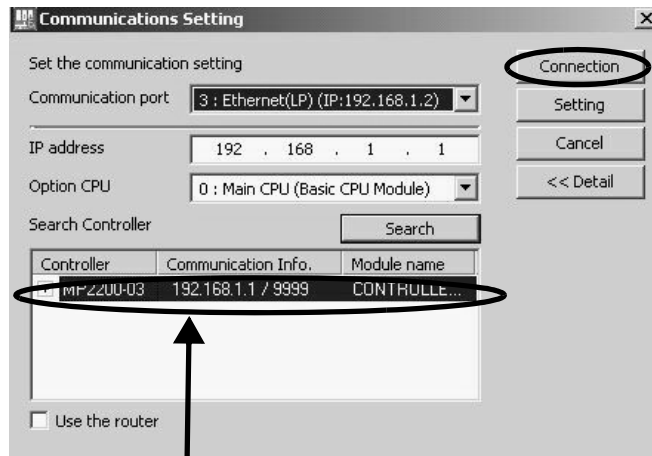 Communications Setting
Set the communication setting
Connection
Communication port 3 : Ethernet(LP) (IP:192.168.1.2)
Setting
IP address 192 . 168 . 1 . 1
Cancel
Option CPU 0 : Main CPU (Basic CPU Module)
<< Detail
Search Controller Search
Controller Communication Info. Module name
MP2200-03 192.168.1.1 / 9999 CONTROLLE...
Use the router